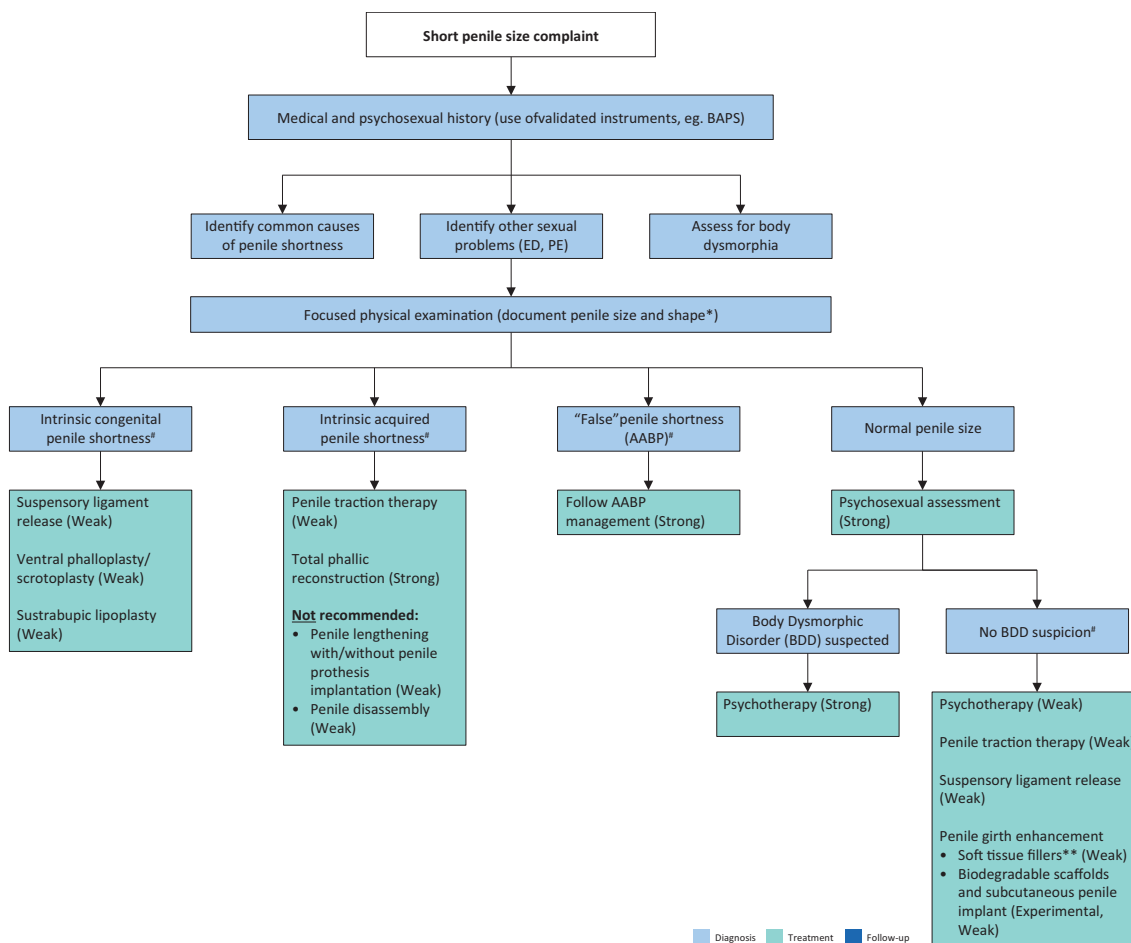 Short penile size complaint
Medical and psychosexual history (use ofvalidated instruments, eg. BAPS)
Identify common causes
of penile shortness
Identify other sexual
problems (ED, PE)
Assess for body
dysmorphia
Focused physical examination (document penile size and shape*)
Intrinsic congenital
penile shortness#
Intrinsic acquired
penile shortness#
“False”penile shortness
(AABP)#
Normal penile size
Suspensory ligament
release (Weak)
Ventral phalloplasty/
scrotoplasty (Weak)
Sustrabupic lipoplasty
(Weak)
Penile traction therapy
(Weak)
Total phallic
reconstruction (Strong)
Not recommended:
• Penile lengthening
with/without penile
prothesis
implantation (Weak)
• Penile disassembly
(Weak)
Follow AABP
management (Strong)
Psychosexual assessment
(Strong)
Body Dysmorphic
Disorder (BDD) suspected
No BDD suspicion#
Psychotherapy (Strong)
Psychotherapy (Weak)
Penile traction therapy (Weak
Suspensory ligament release
(Weak)
Penile girth enhancement
• Soft tissue fillers** (Weak)
• Biodegradable scaffolds
and subcutaneous penile
implant (Experimental,
Weak)
Diagnosis
Treatment
Follow-up